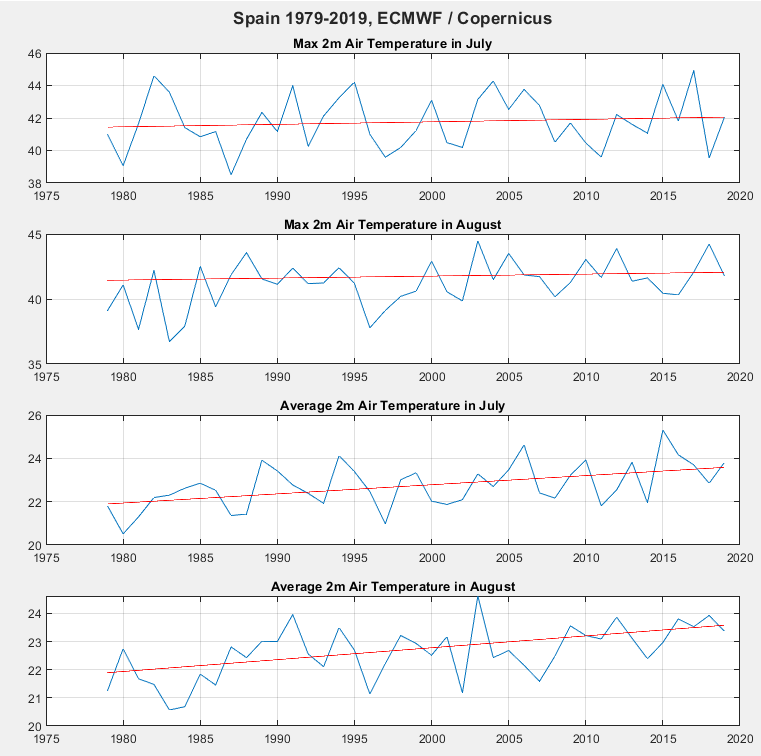 Spain 1979-2019, ECMWF / Copernicus
Max 2m Air Temperature in July
46
44
42
40
38
1975 1980 1985 1990 1995 2000 2005 2010 2015 2020
Max 2m Air Temperature in August
45
40
35
1975 1980 1985 1990 1995 2000 2005 2010 2015 2020
Average 2m Air Temperature in July
26
24
22
20
1975 1980 1985 1990 1995 2000 2005 2010 2015 2020
Average 2m Air Temperature in August
24
23
22
21
20
1975 1980 1985 1990 1995 2000 2005 2010 2015 2020